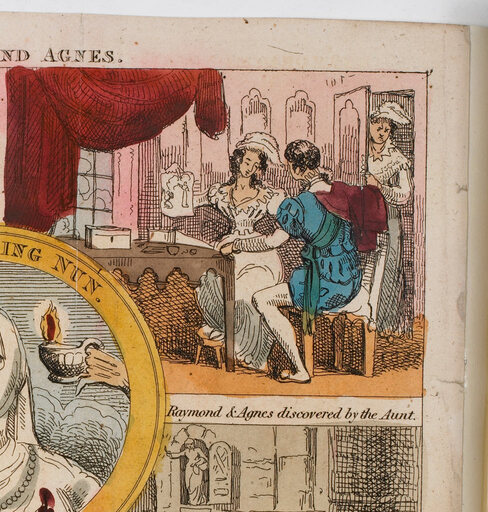 ND AGNES.
ING NUN.
Raymond & Agnes discovered by the Aunt.